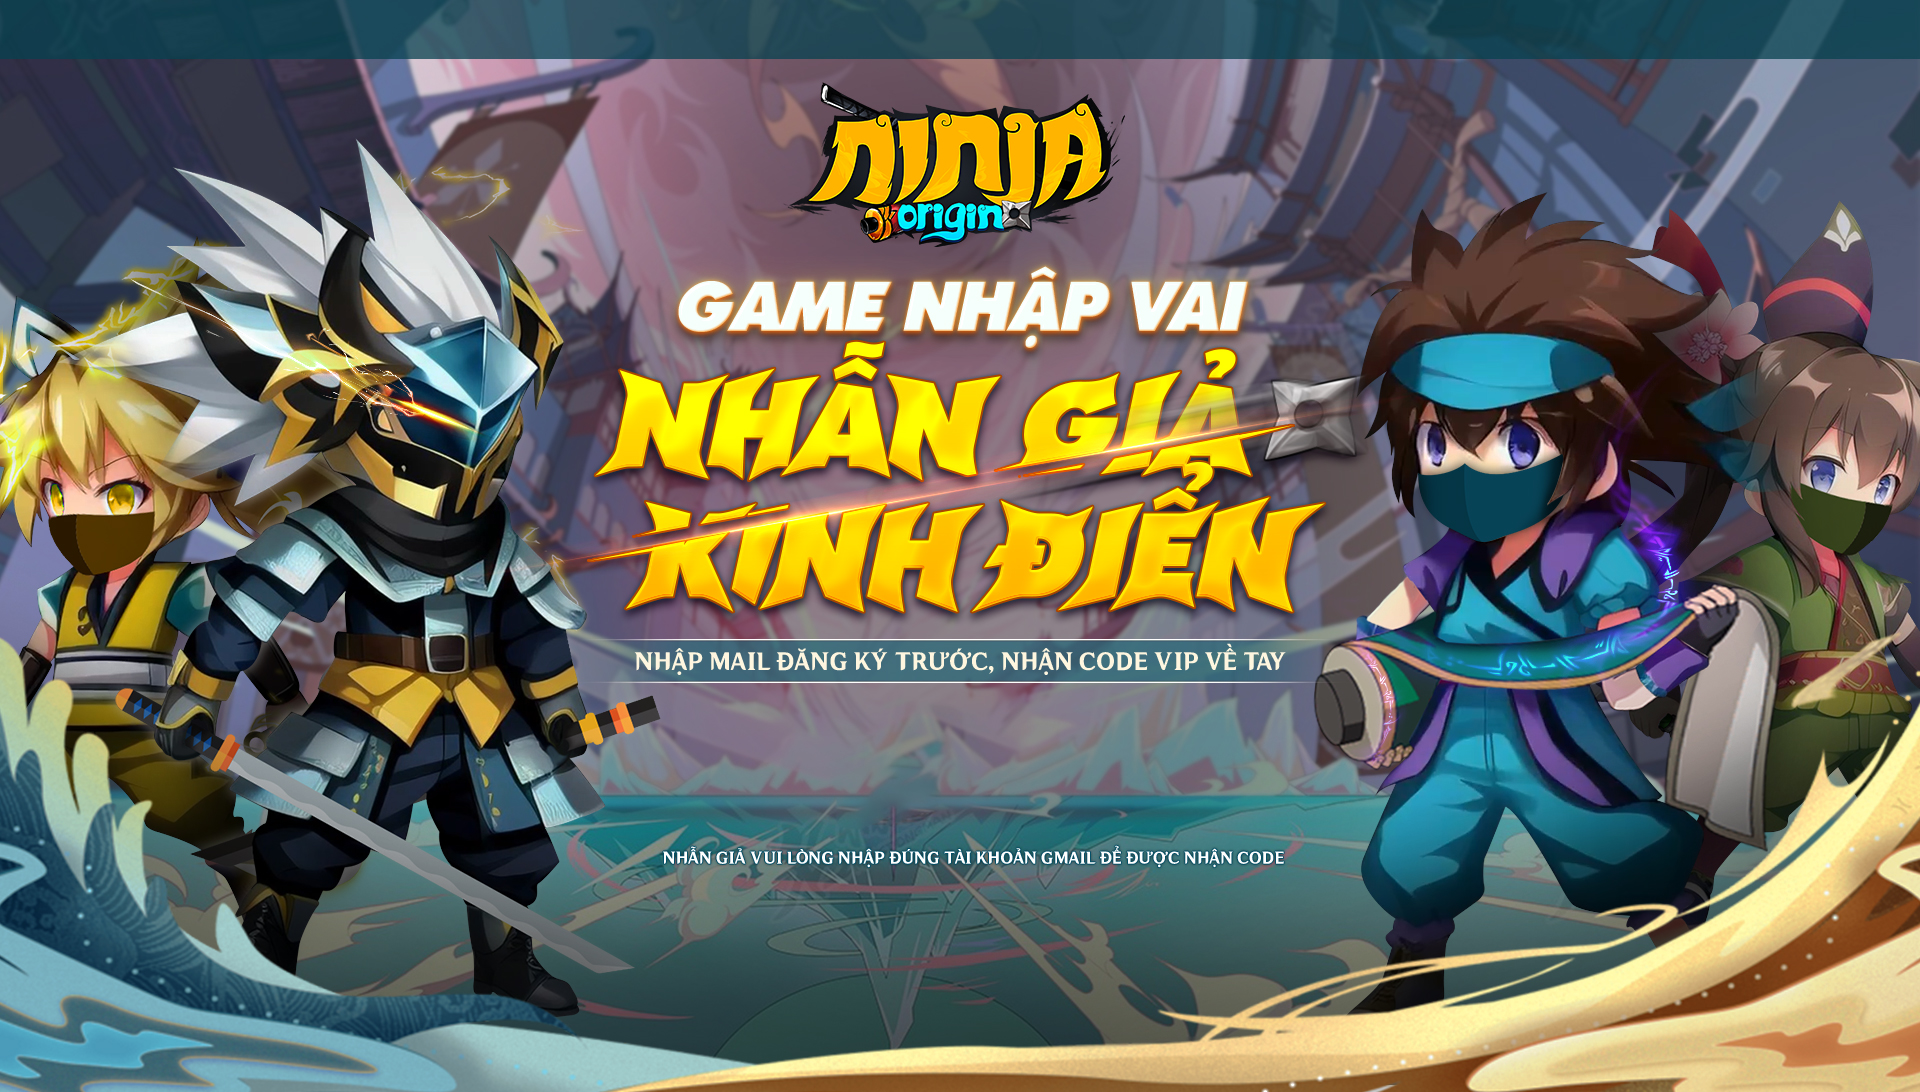 NINJA
origin
GAME NHẬP VAI
NHẪN GIẢ
KINH ĐIỂN
NHẬP MAIL ĐĂNG KÝ TRƯỚC, NHẬN CODE VIP VỀ TAY
NHẪN GIẢ VUI LÒNG NHẬP ĐÚNG TÀI KHOẢN GMAIL ĐỂ ĐƯỢC NHẬN CODE